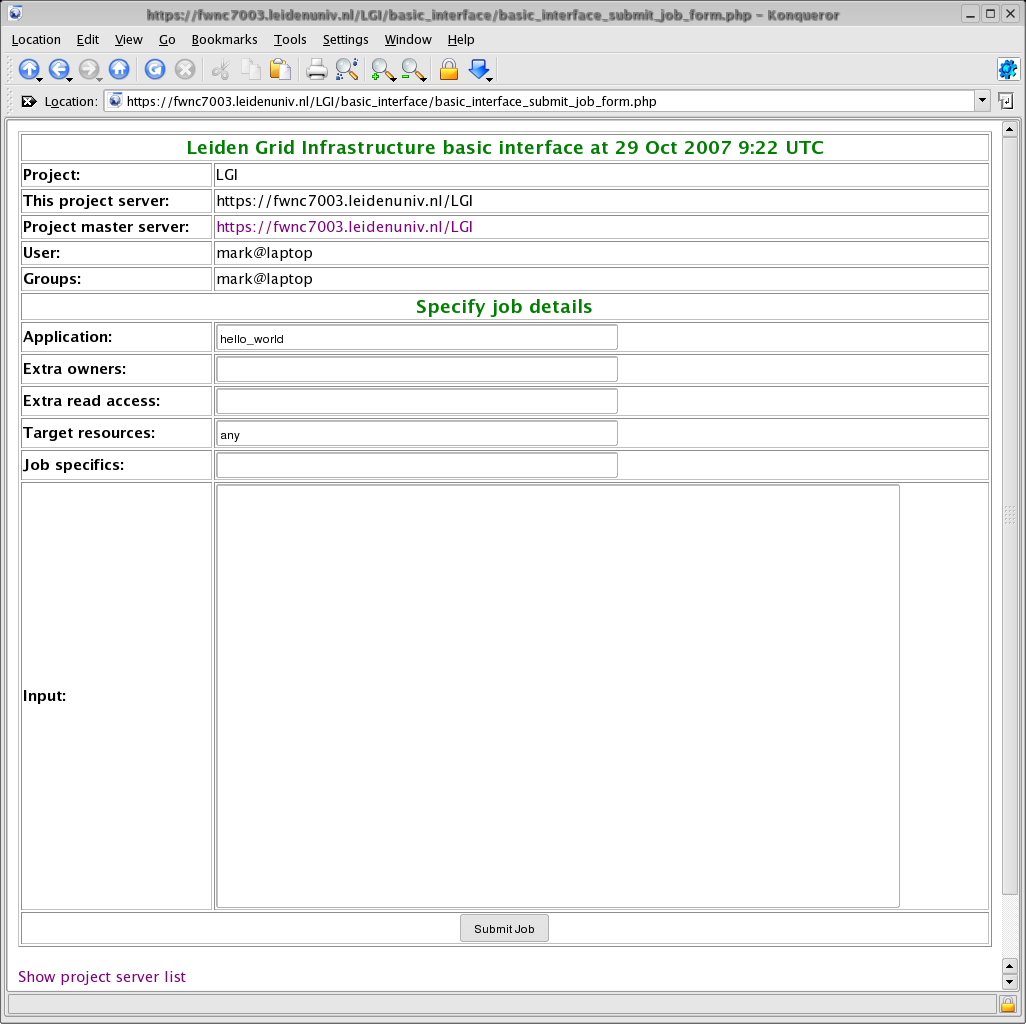 https://fwnc7003.leidenuniv.nl/LGI/basic_interface/basic_interface_submit_job_form.php – Konqueror
Location Edit View Go Bookmarks Tools Settings Window Help
Location: https://fwnc7003.leidenuniv.nl/LGI/basic_interface/basic_interface_submit_job_form.php
Leiden Grid Infrastructure basic interface at 29 Oct 2007 9:22 UTC
Project: LGI
This project server: https://fwnc7003.leidenuniv.nl/LGI
Project master server: https://fwnc7003.leidenuniv.nl/LGI
User: mark@laptop
Groups: mark@laptop
Specify job details
Application: hello_world
Extra owners:
Extra read access:
Target resources: any
Job specifics:
Input:
Submit Job
Show project server list